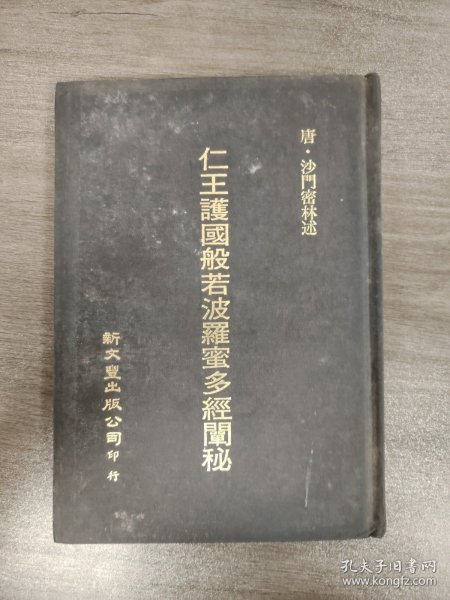 唐·沙門密林述
仁王護國般若波羅蜜多經闡秘
新文豐出版公司印行
孔夫子旧书网
www.kongfz.com